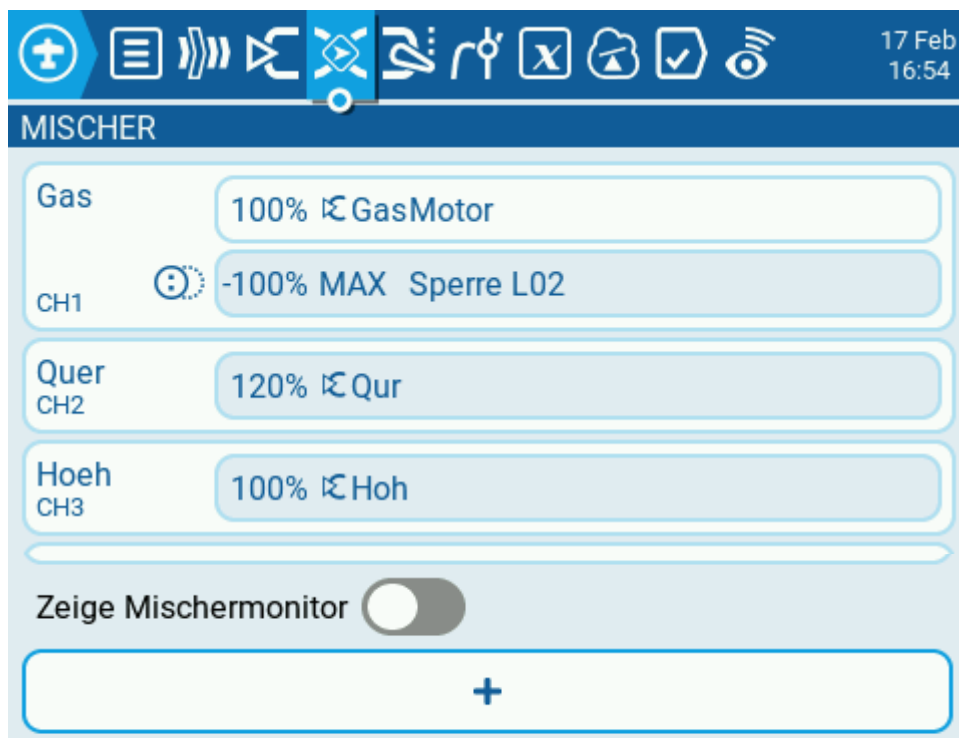 17 Feb
16:54
MISCHER
Gas
100% GasMotor
CH1
-100% MAX Sperre L02
Quer
CH2
120% Qur
Hoeh
CH3
100% Hoh
Zeige Mischermonitor
+